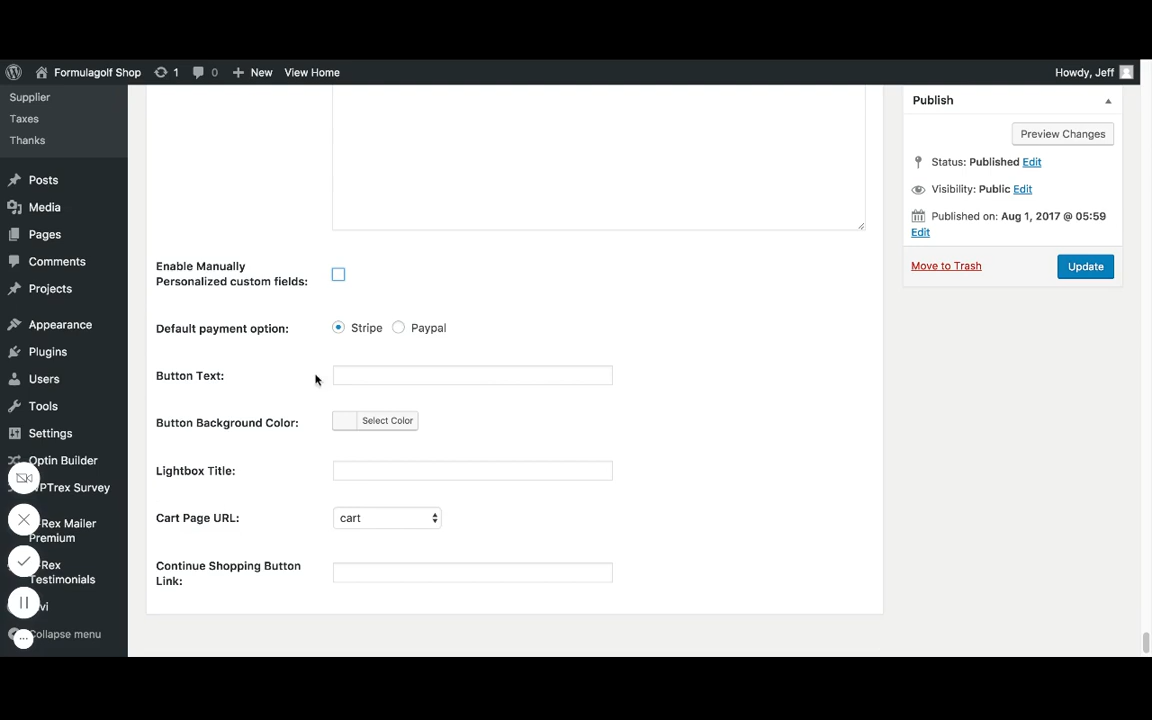 Formulagolf Shop 1 0 New View Home Howdy, Jeff
Supplier
Taxes
Thanks
Posts
Media
Pages
Comments
Projects
Appearance
Plugins
Users
Tools
Settings
Optin Builder
PTrex Survey
-Rex Mailer
Premium
-Rex
Testimonials
vi
Collapse menu
Enable Manually
Personalized custom fields:
Default payment option: Stripe Paypal
Button Text:
Button Background Color: Select Color
Lightbox Title:
Cart Page URL: cart
Continue Shopping Button
Link:
Publish
Preview Changes
Status: Published Edit
Visibility: Public Edit
Published on: Aug 1, 2017 @ 05:59
Edit
Move to Trash Update